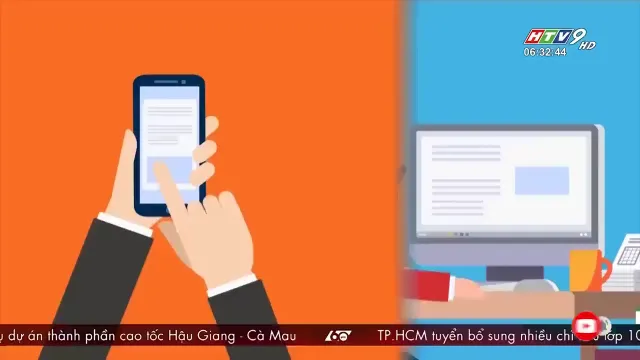 HTV9 HD
06:32:44
dự án thành phần cao tốc Hậu Giang - Cà Mau 60 TP.HCM tuyển bổ sung nhiều chỉ lớp 10